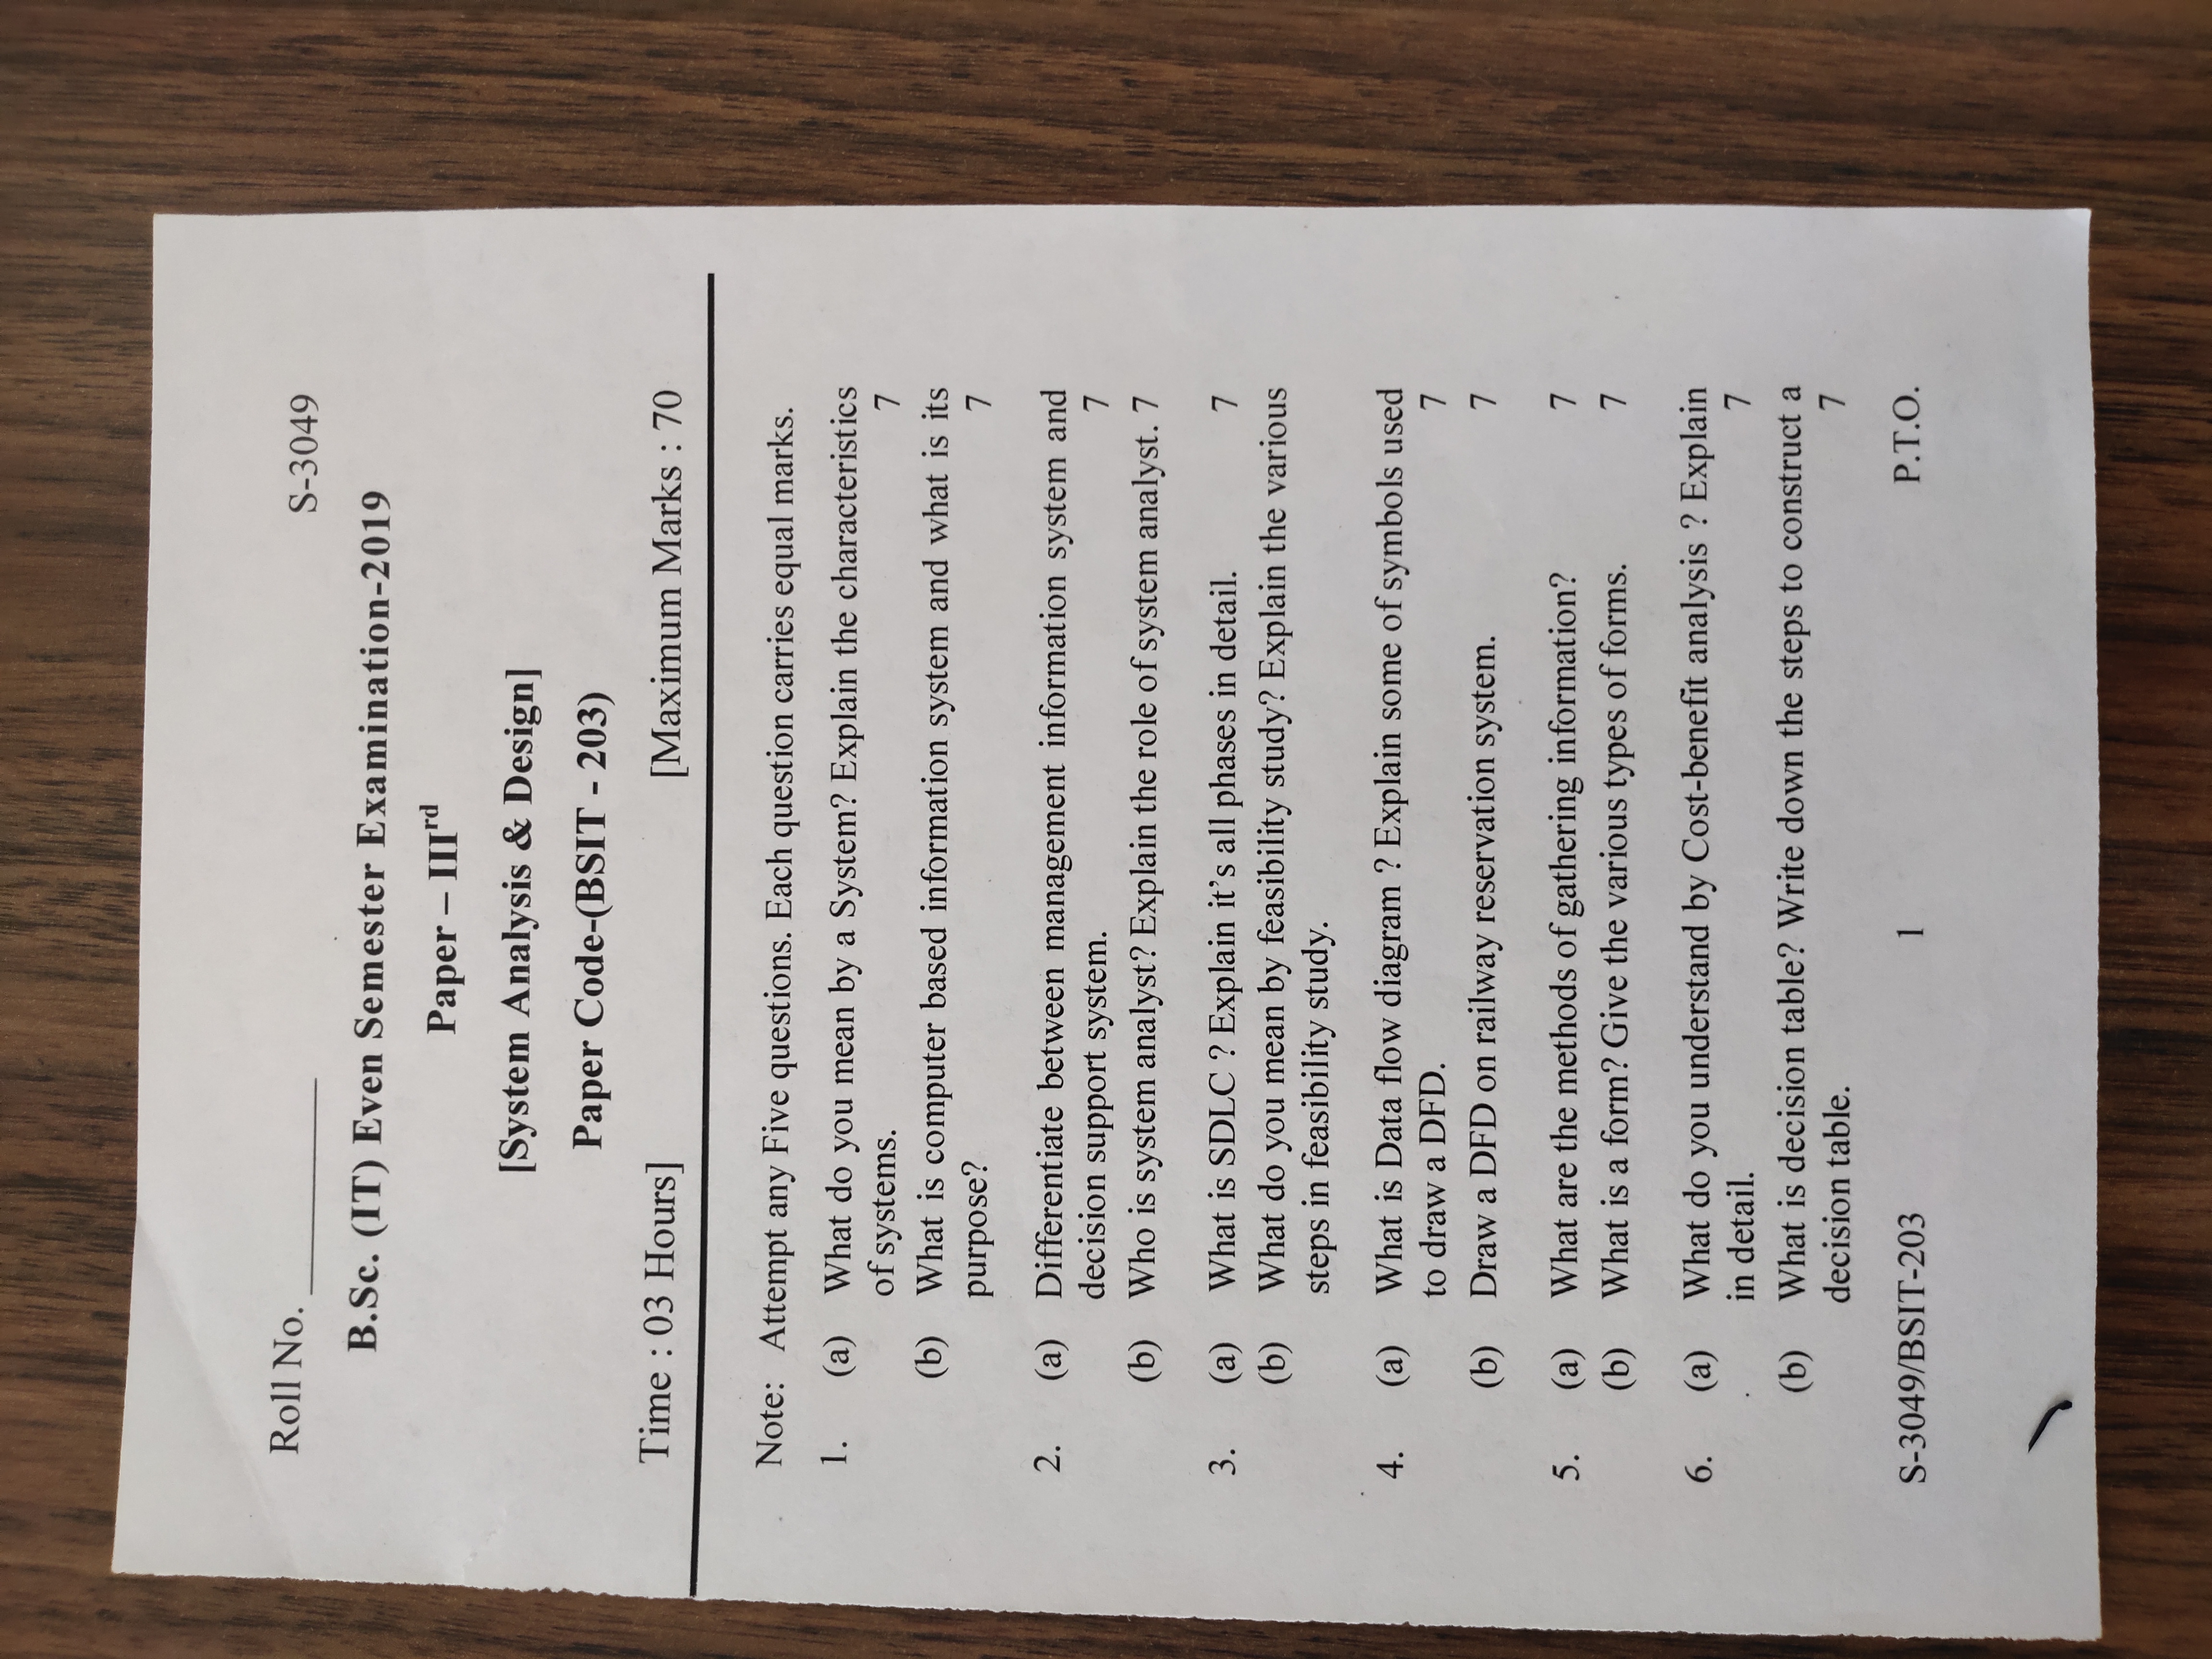 Roll No. __________ S-3049
B.Sc. (IT) Even Semester Examination-2019
Paper – IIIrd
[System Analysis & Design]
Paper Code-(BSIT - 203)
Time : 03 Hours] [Maximum Marks : 70
Note: Attempt any Five questions. Each question carries equal marks.
1. (a) What do you mean by a System? Explain the characteristics
of systems. 7
(b) What is computer based information system and what is its
purpose? 7
2. (a) Differentiate between management information system and
decision support system. 7
(b) Who is system analyst? Explain the role of system analyst. 7
3. (a) What is SDLC ? Explain it's all phases in detail. 7
(b) What do you mean by feasibility study? Explain the various
steps in feasibility study.
4. (a) What is Data flow diagram ? Explain some of symbols used
to draw a DFD. 7
(b) Draw a DFD on railway reservation system. 7
5. (a) What are the methods of gathering information? 7
(b) What is a form? Give the various types of forms. 7
6. (a) What do you understand by Cost-benefit analysis ? Explain
in detail. 7
(b) What is decision table? Write down the steps to construct a
decision table. 7
S-3049/BSIT-203 1 P.T.O.